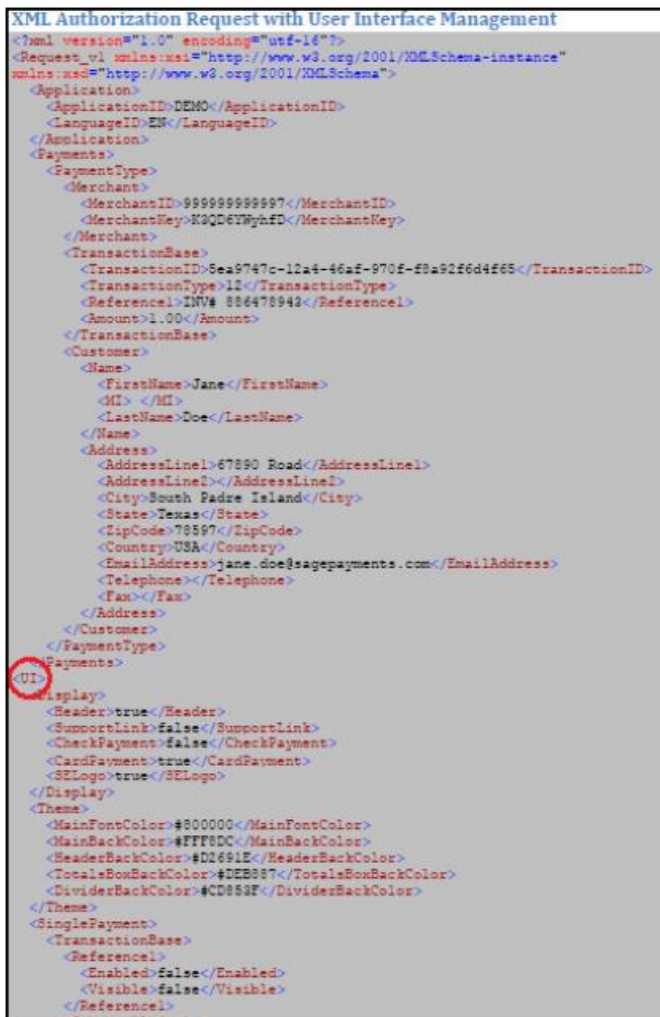 XML Authorization Request with User Interface Management
<?xml version="1.0" encoding="utf-16"?>
<Request_v1 xmlns:xsi="http://www.w3.org/2001/XMLSchema-instance"
xmlns:xsd="http://www.w3.org/2001/XMLSchema">
<Application>
<ApplicationID>DEMO</ApplicationID>
<LanguageID>EN</LanguageID>
</Application>
<Payments>
<PaymentType>
<Merchant>
<MerchantID>999999999997</MerchantID>
<MerchantKey>K3QD6YWyhfD</MerchantKey>
</Merchant>
<TransactionBase>
<TransactionID>5ea9747c-12a4-46af-970f-f8a92f6d4f65</TransactionID>
<TransactionType>12</TransactionType>
<Reference1>INV# 886478943</Reference1>
<Amount>1.00</Amount>
</TransactionBase>
<Customer>
<Name>
<FirstName>Jane</FirstName>
<MI> </MI>
<LastName>Doe</LastName>
</Name>
<Address>
<AddressLine1>67890 Road</AddressLine1>
<AddressLine2></AddressLine2>
<City>South Padre Island</City>
<State>Texas</State>
<ZipCode>78597</ZipCode>
<Country>USA</Country>
<EmailAddress>jane.doe@sagepayments.com</EmailAddress>
<Telephone></Telephone>
<Fax></Fax>
</Address>
</Customer>
</PaymentType>
</Payments>
<UI>
<Display>
<Header>true</Header>
<SupportLink>false</SupportLink>
<CheckPayment>false</CheckPayment>
<CardPayment>true</CardPayment>
<SELogo>true</SELogo>
</Display>
<Theme>
<MainFontColor>#800000</MainFontColor>
<MainBackColor>#FFF8DC</MainBackColor>
<HeaderBackColor>#D2691E</HeaderBackColor>
<TotalsBoxBackColor>#DEB887</TotalsBoxBackColor>
<DividerBackColor>#CD853F</DividerBackColor>
</Theme>
<SinglePayment>
<TransactionBase>
<Reference1>
<Enabled>false</Enabled>
<Visible>false</Visible>
</Reference1>